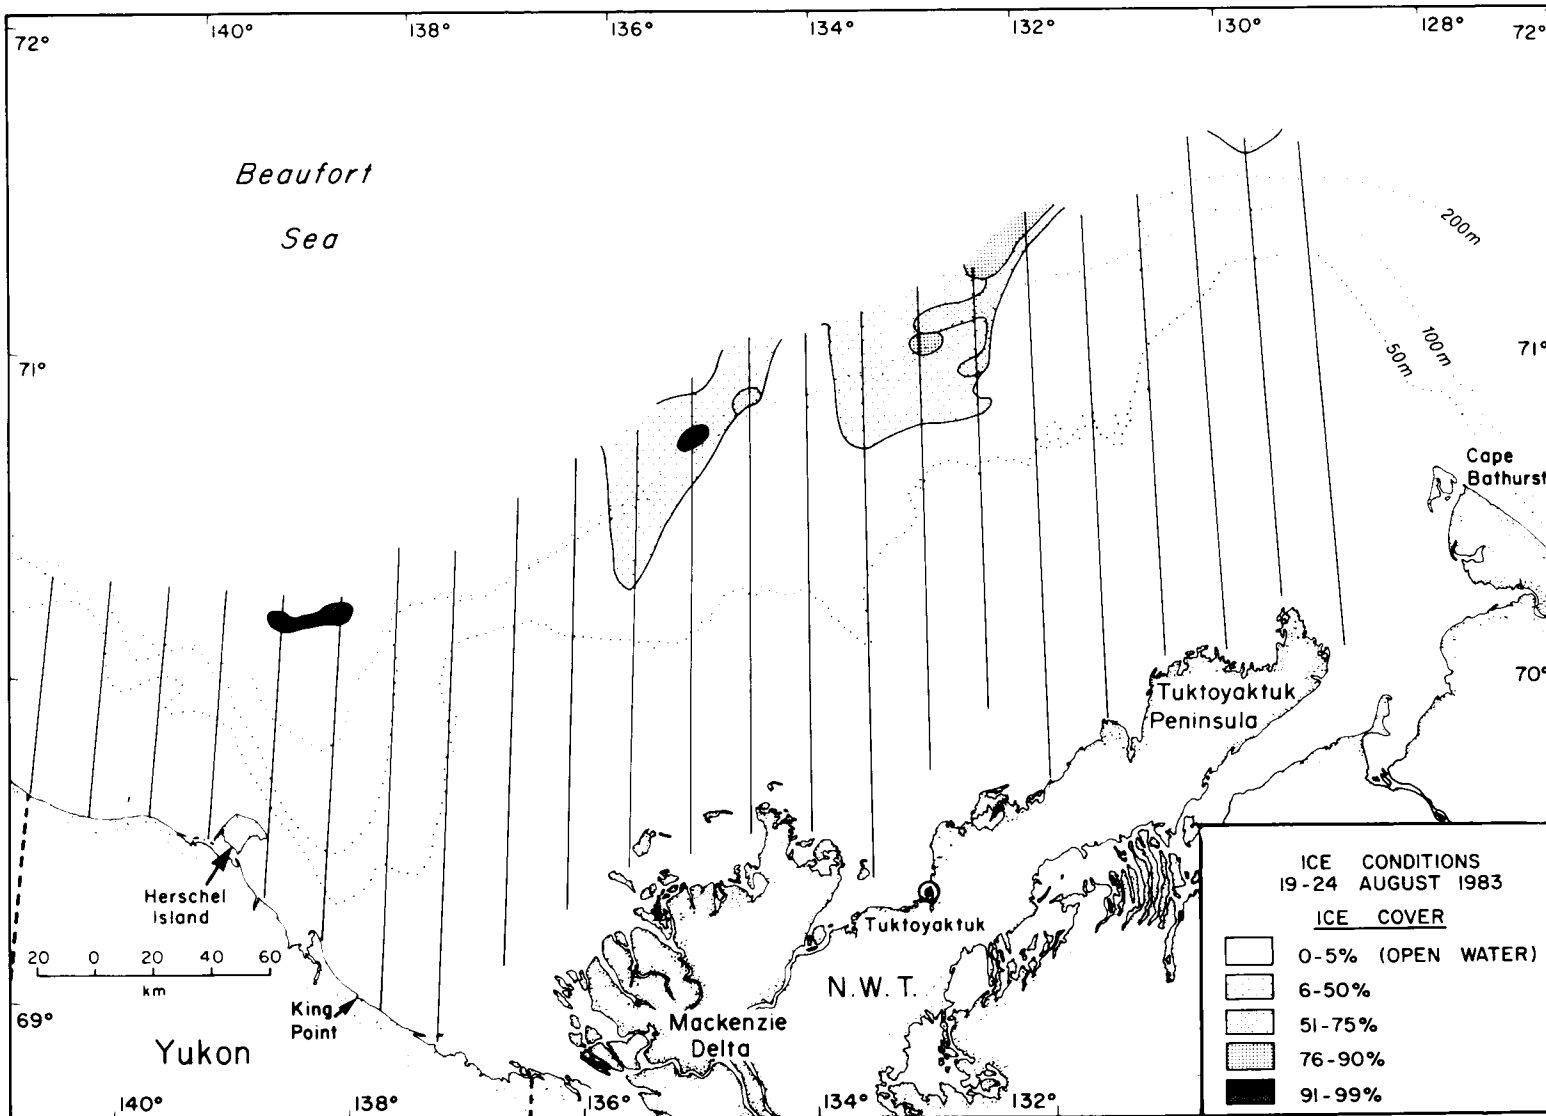 140° 138° 136° 134° 132° 130° 128°
72° 72°
Beaufort
Sea
200m
100m
50m
71° 71°
Cape
Bathurst
70°
Tuktoyaktuk
Peninsula
Herschel
Island
Tuktoyaktuk
20 0 20 40 60
km
N.W.T.
King
Point
69°
Mackenzie
Delta
Yukon
140° 138° 136° 134° 132°
ICE CONDITIONS
19-24 AUGUST 1983
ICE COVER
0-5% (OPEN WATER)
6-50%
51-75%
76-90%
91-99%